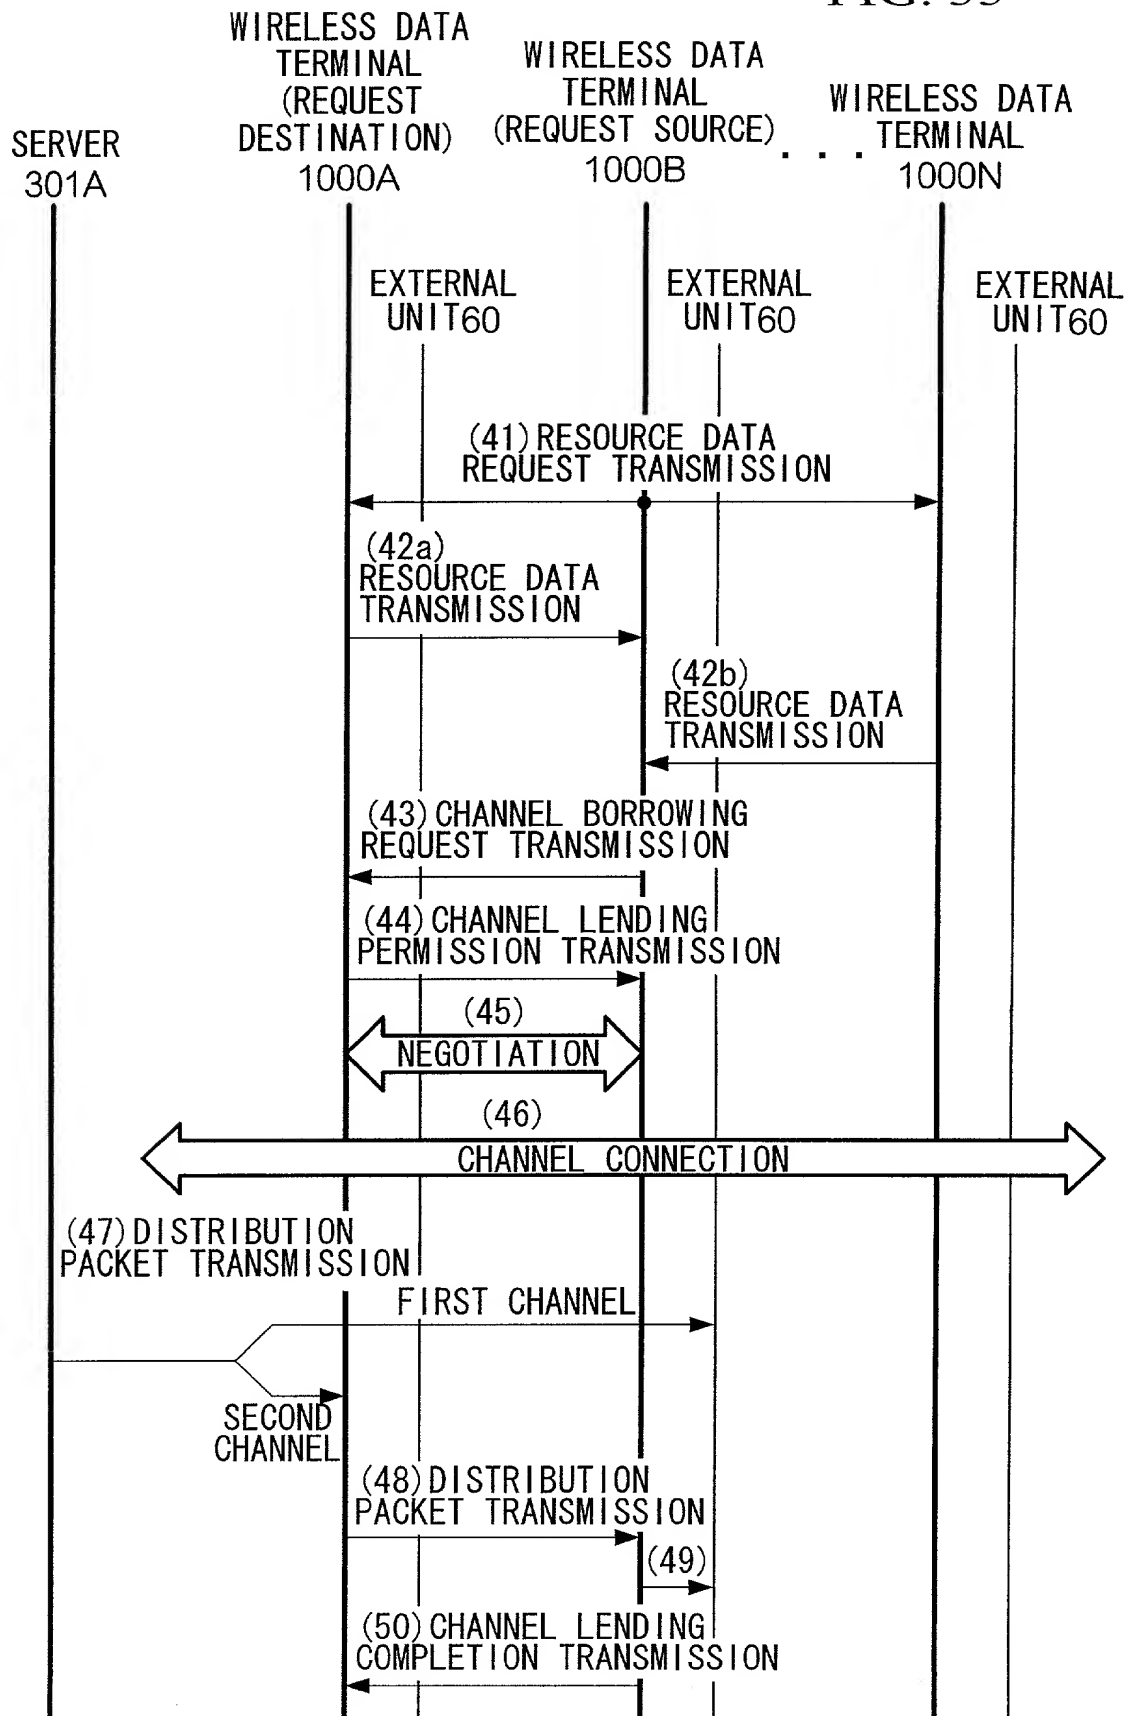 FIG. 35
WIRELESS DATA
TERMINAL
(REQUEST
DESTINATION)
1000A
WIRELESS DATA
TERMINAL
(REQUEST SOURCE)
1000B
. . .
WIRELESS DATA
TERMINAL
1000N
SERVER
301A
EXTERNAL
UNIT60
EXTERNAL
UNIT60
EXTERNAL
UNIT60
(41)RESOURCE DATA
REQUEST TRANSMISSION
(42a)
RESOURCE DATA
TRANSMISSION
(42b)
RESOURCE DATA
TRANSMISSION
(43)CHANNEL BORROWING
REQUEST TRANSMISSION
(44)CHANNEL LENDING
PERMISSION TRANSMISSION
(45)
NEGOTIATION
(46)
CHANNEL CONNECTION
(47)DISTRIBUTION
PACKET TRANSMISSION
FIRST CHANNEL
SECOND
CHANNEL
(48)DISTRIBUTION
PACKET TRANSMISSION
(49)
(50)CHANNEL LENDING
COMPLETION TRANSMISSION